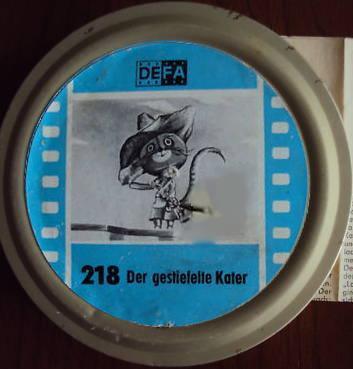 DEFA
218 Der gestiefelte Kater